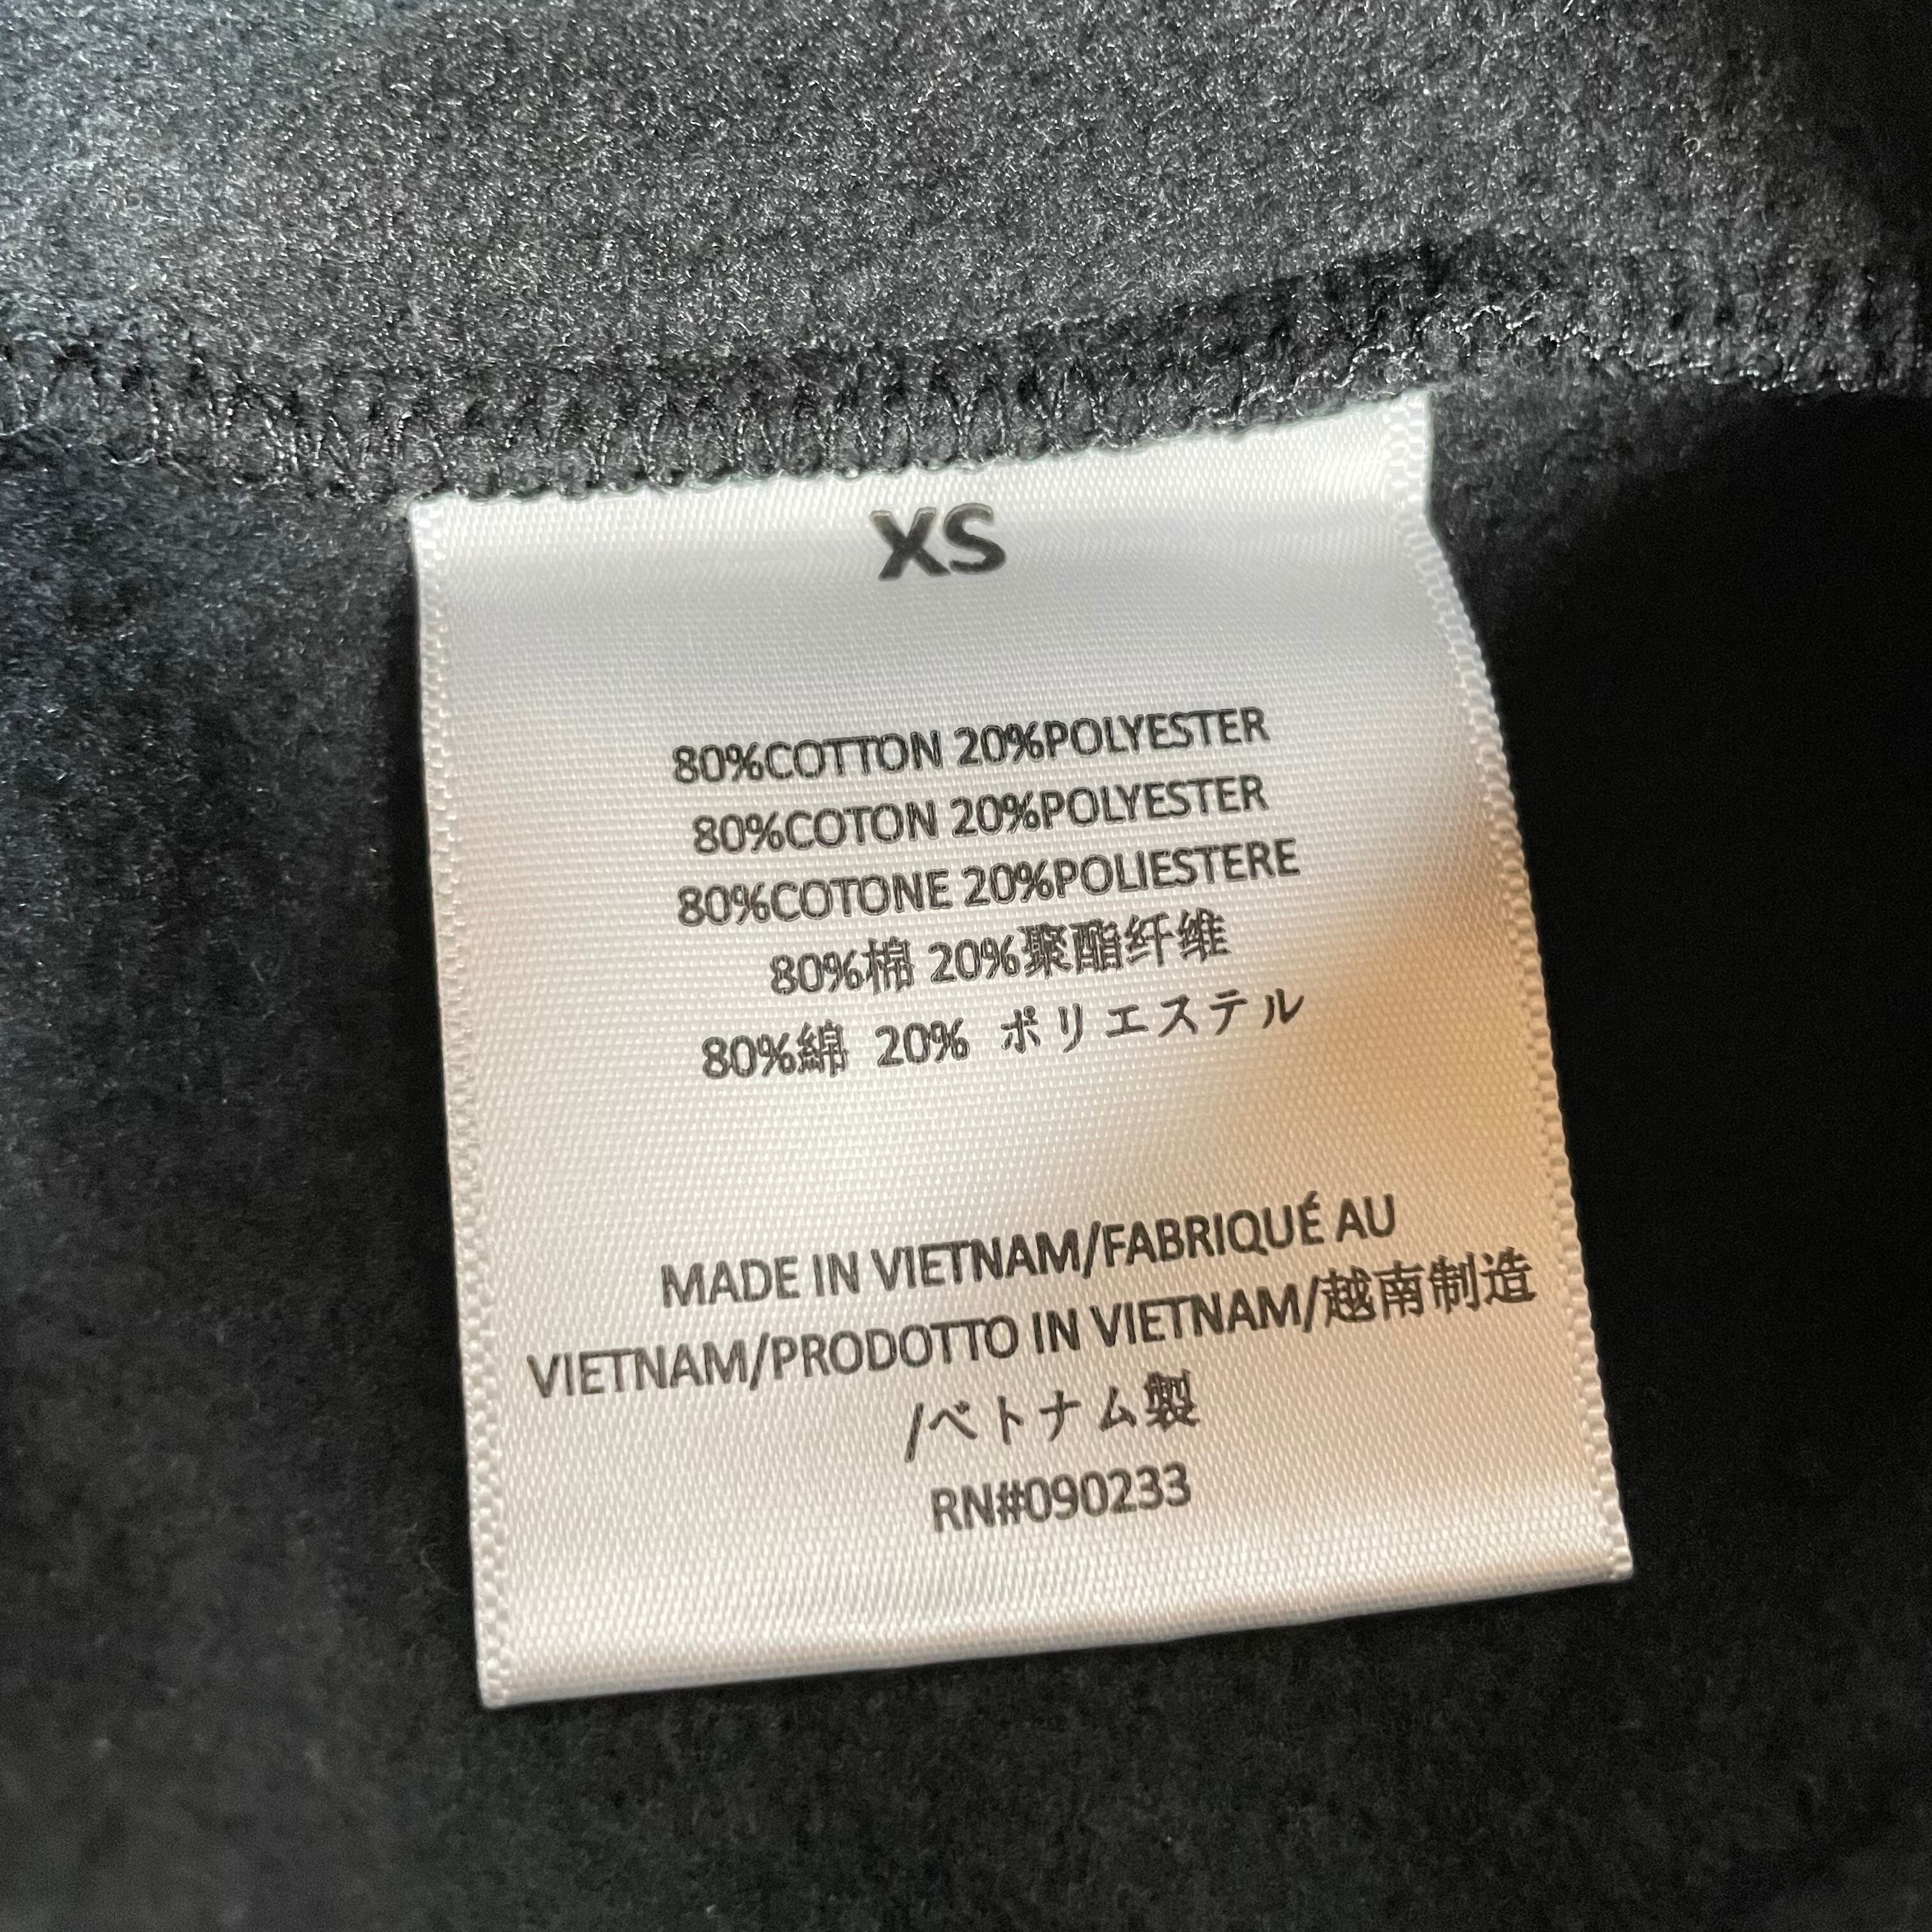 XS
80%COTTON 20%POLYESTER
80%COTON 20%POLYESTER
80%COTONE 20%POLIESTERE
80%棉 20%聚酯纤维
80%綿 20% ポリエステル
MADE IN VIETNAM/FABRIQUÉ AU
VIETNAM/PRODOTTO IN VIETNAM/越南制造
/ベトナム製
RN#090233